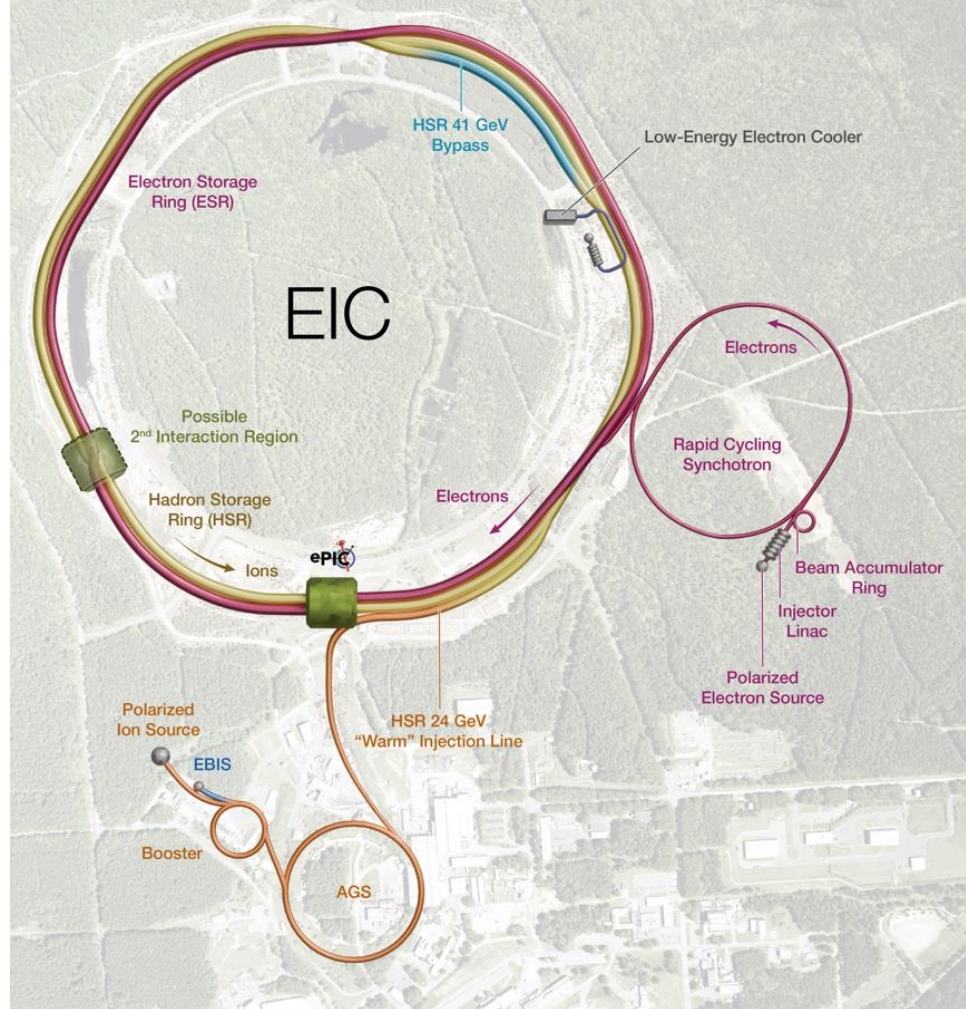 HSR 41 GeV
Bypass
Low-Energy Electron Cooler
Electron Storage
Ring (ESR)
EIC
Electrons
Possible
2nd Interaction Region
Rapid Cycling
Synchotron
Hadron Storage
Ring (HSR)
Electrons
ePIC
Ions
Beam Accumulator
Ring
Injector
Linac
Polarized
Electron Source
Polarized
Ion Source
HSR 24 GeV
“Warm” Injection Line
EBIS
Booster
AGS